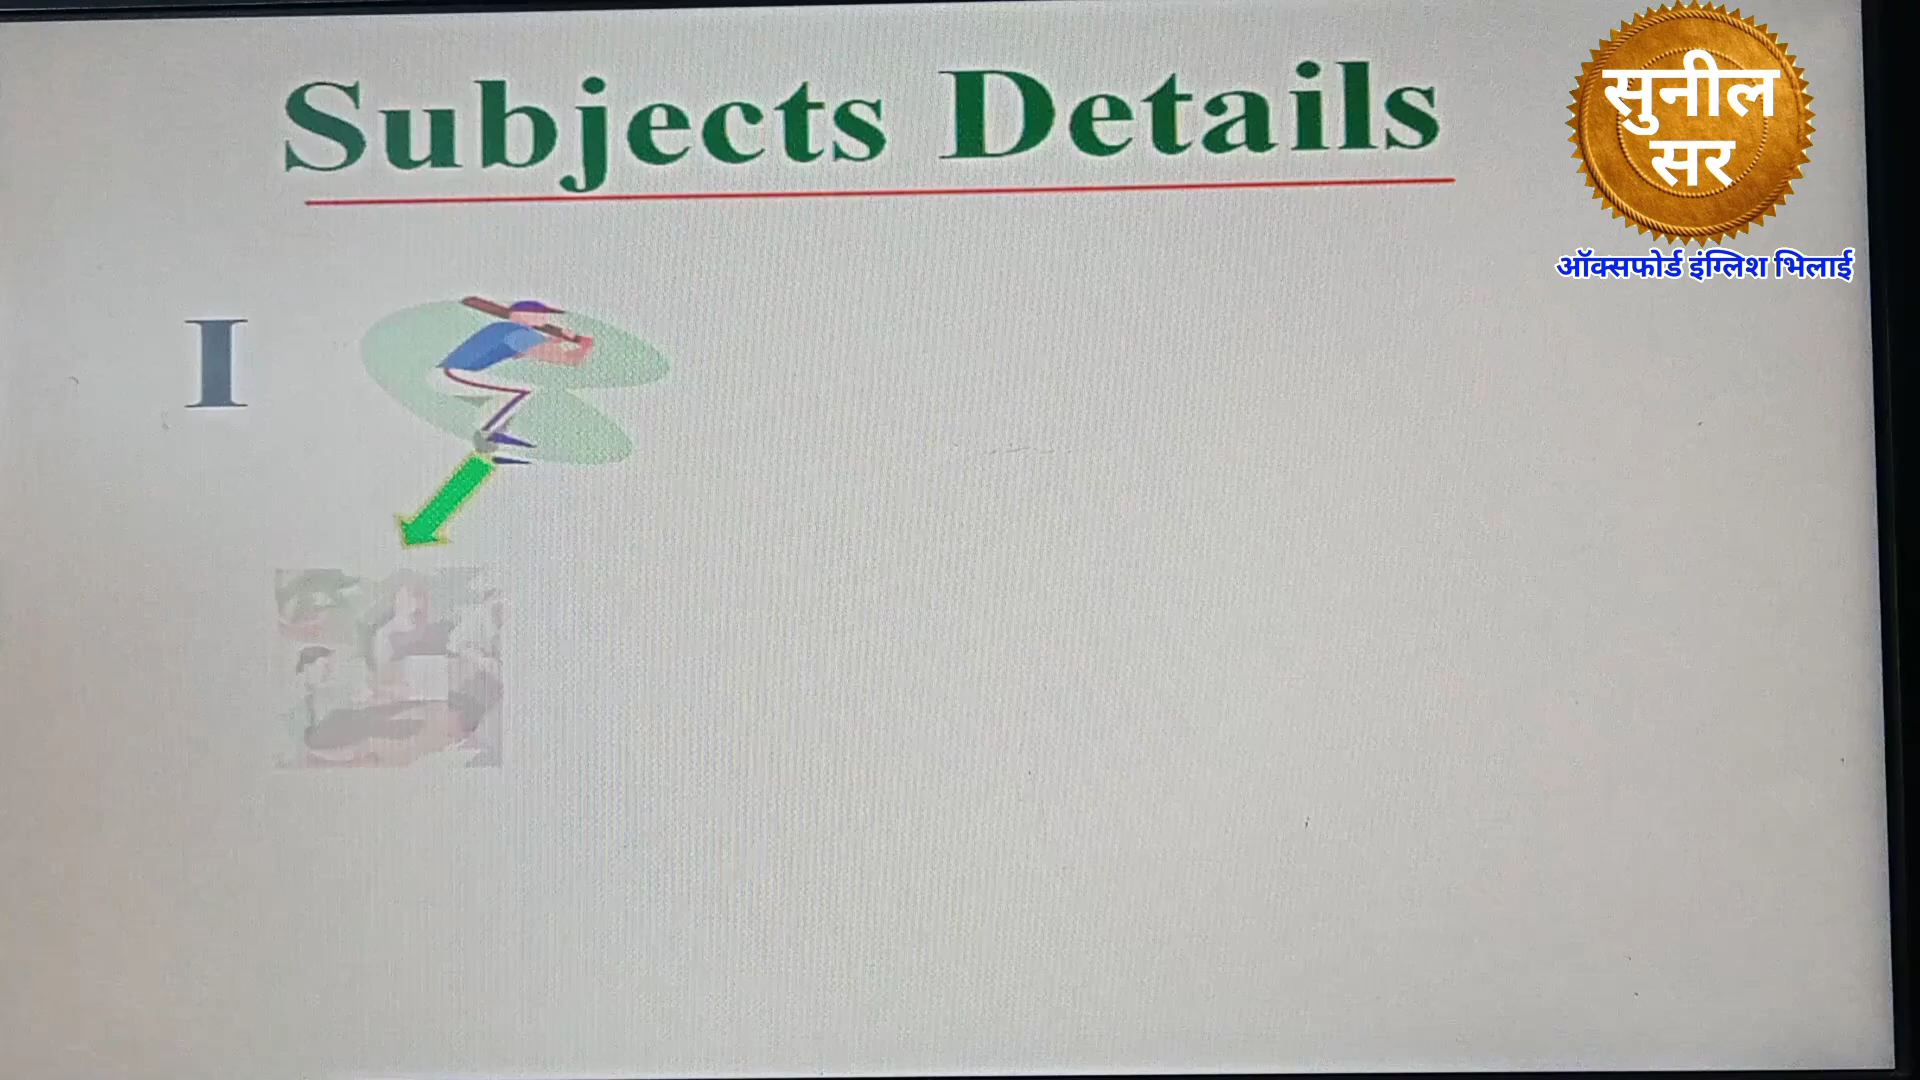 Subjects Details
सुनील
सर
ऑक्सफोर्ड इंग्लिश भिलाई
I